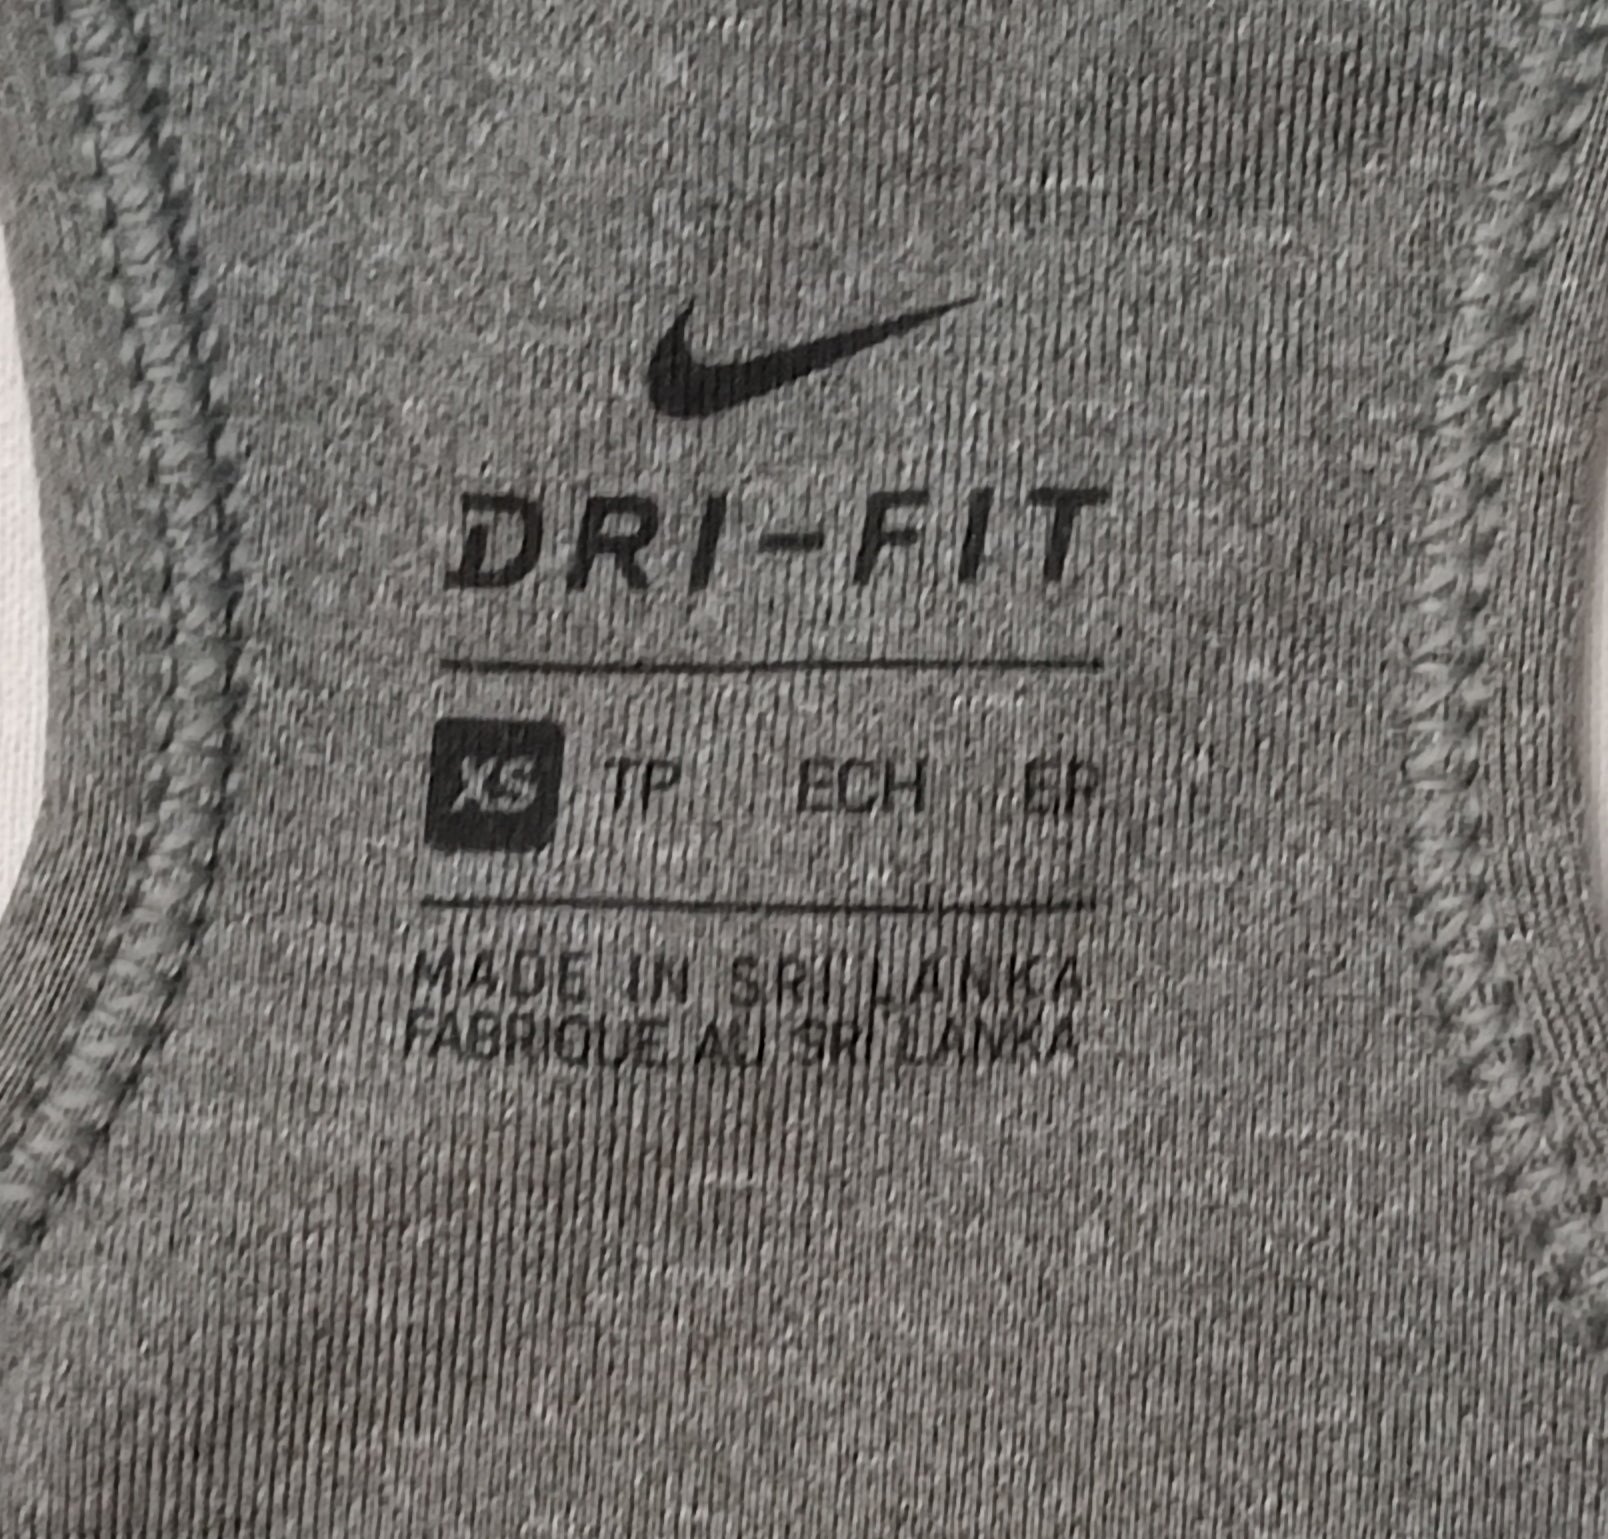 DRI-FIT
XS TP ECH EP
MADE IN SRI LANKA
FABRIQUE AU SRI LANKA